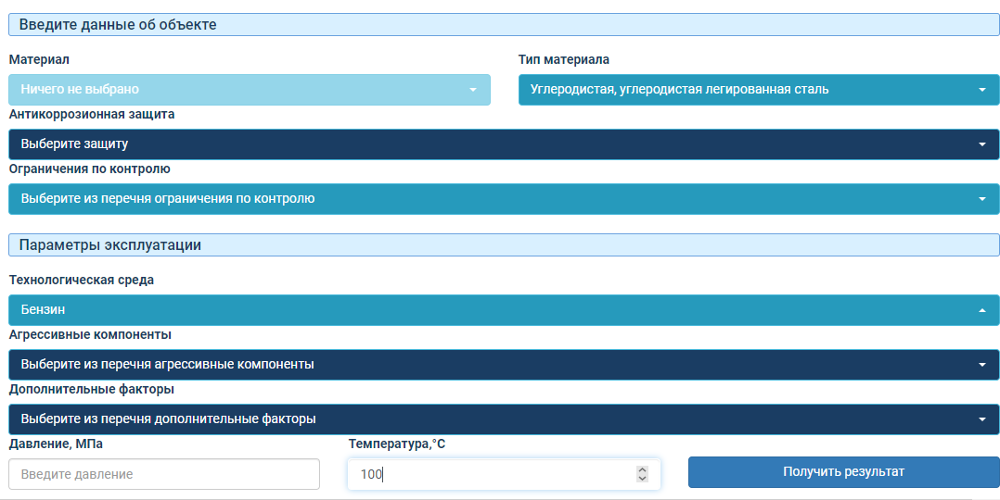 Введите данные об объекте
Материал Тип материала
Ничего не выбрано Углеродистая, углеродистая легированная сталь
Антикоррозионная защита
Выберите защиту
Ограничения по контролю
Выберите из перечня ограничения по контролю
Параметры эксплуатации
Технологическая среда
Бензин
Агрессивные компоненты
Выберите из перечня агрессивные компоненты
Дополнительные факторы
Выберите из перечня дополнительные факторы
Давление, МПа Температура,°C
Введите давление 100 Получить результат